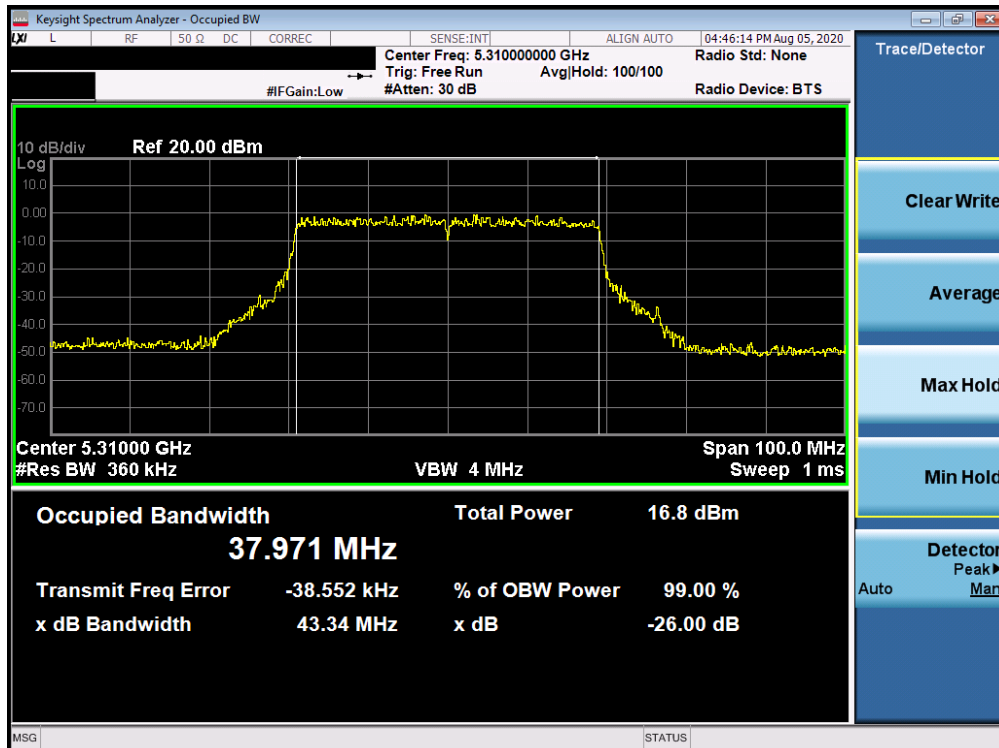 Keysight Spectrum Analyzer - Occupied BW
LXI L RF 50 Ω DC CORREC SENSE:INT ALIGN AUTO 04:46:14 PM Aug 05, 2020
Center Freq: 5.310000000 GHz Radio Std: None
Trig: Free Run Avg|Hold: 100/100
#IFGain:Low #Atten: 30 dB Radio Device: BTS
Trace/Detector
10 dB/div Ref 20.00 dBm
Log
10.0
0.00
-10.0
-20.0
-30.0
-40.0
-50.0
-60.0
-70.0
Center 5.31000 GHz Span 100.0 MHz
#Res BW 360 kHz VBW 4 MHz Sweep 1 ms
Occupied Bandwidth Total Power 16.8 dBm
37.971 MHz
Transmit Freq Error -38.552 kHz % of OBW Power 99.00 %
x dB Bandwidth 43.34 MHz x dB -26.00 dB
Clear Write
Average
Max Hold
Min Hold
Detector
Peak▶
Auto Man
MSG STATUS